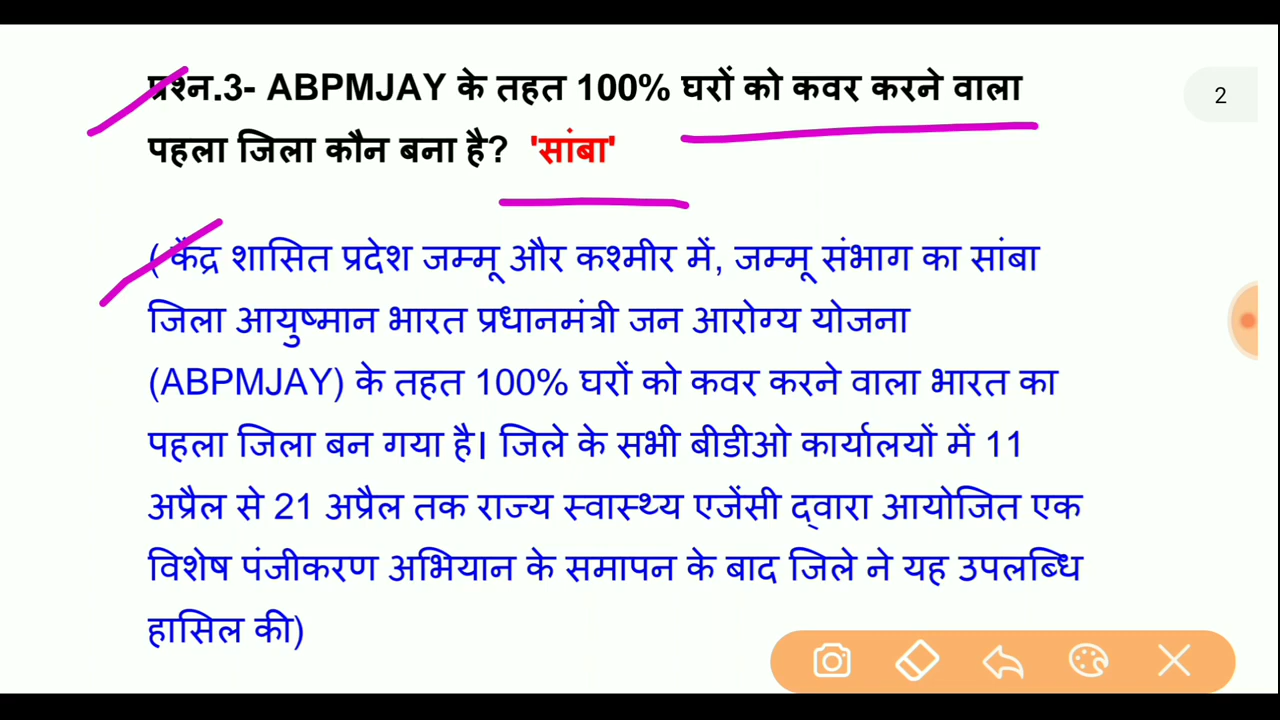 प्रश्न.3- ABPMJAY के तहत 100% घरों को कवर करने वाला
2
पहला जिला कौन बना है? 'सांबा'
( केंद्र शासित प्रदेश जम्मू और कश्मीर में, जम्मू संभाग का सांबा
जिला आयुष्मान भारत प्रधानमंत्री जन आरोग्य योजना
(ABPMJAY) के तहत 100% घरों को कवर करने वाला भारत का
पहला जिला बन गया है। जिले के सभी बीडीओ कार्यालयों में 11
अप्रैल से 21 अप्रैल तक राज्य स्वास्थ्य एजेंसी द्वारा आयोजित एक
विशेष पंजीकरण अभियान के समापन के बाद जिले ने यह उपलब्धि
हासिल की)